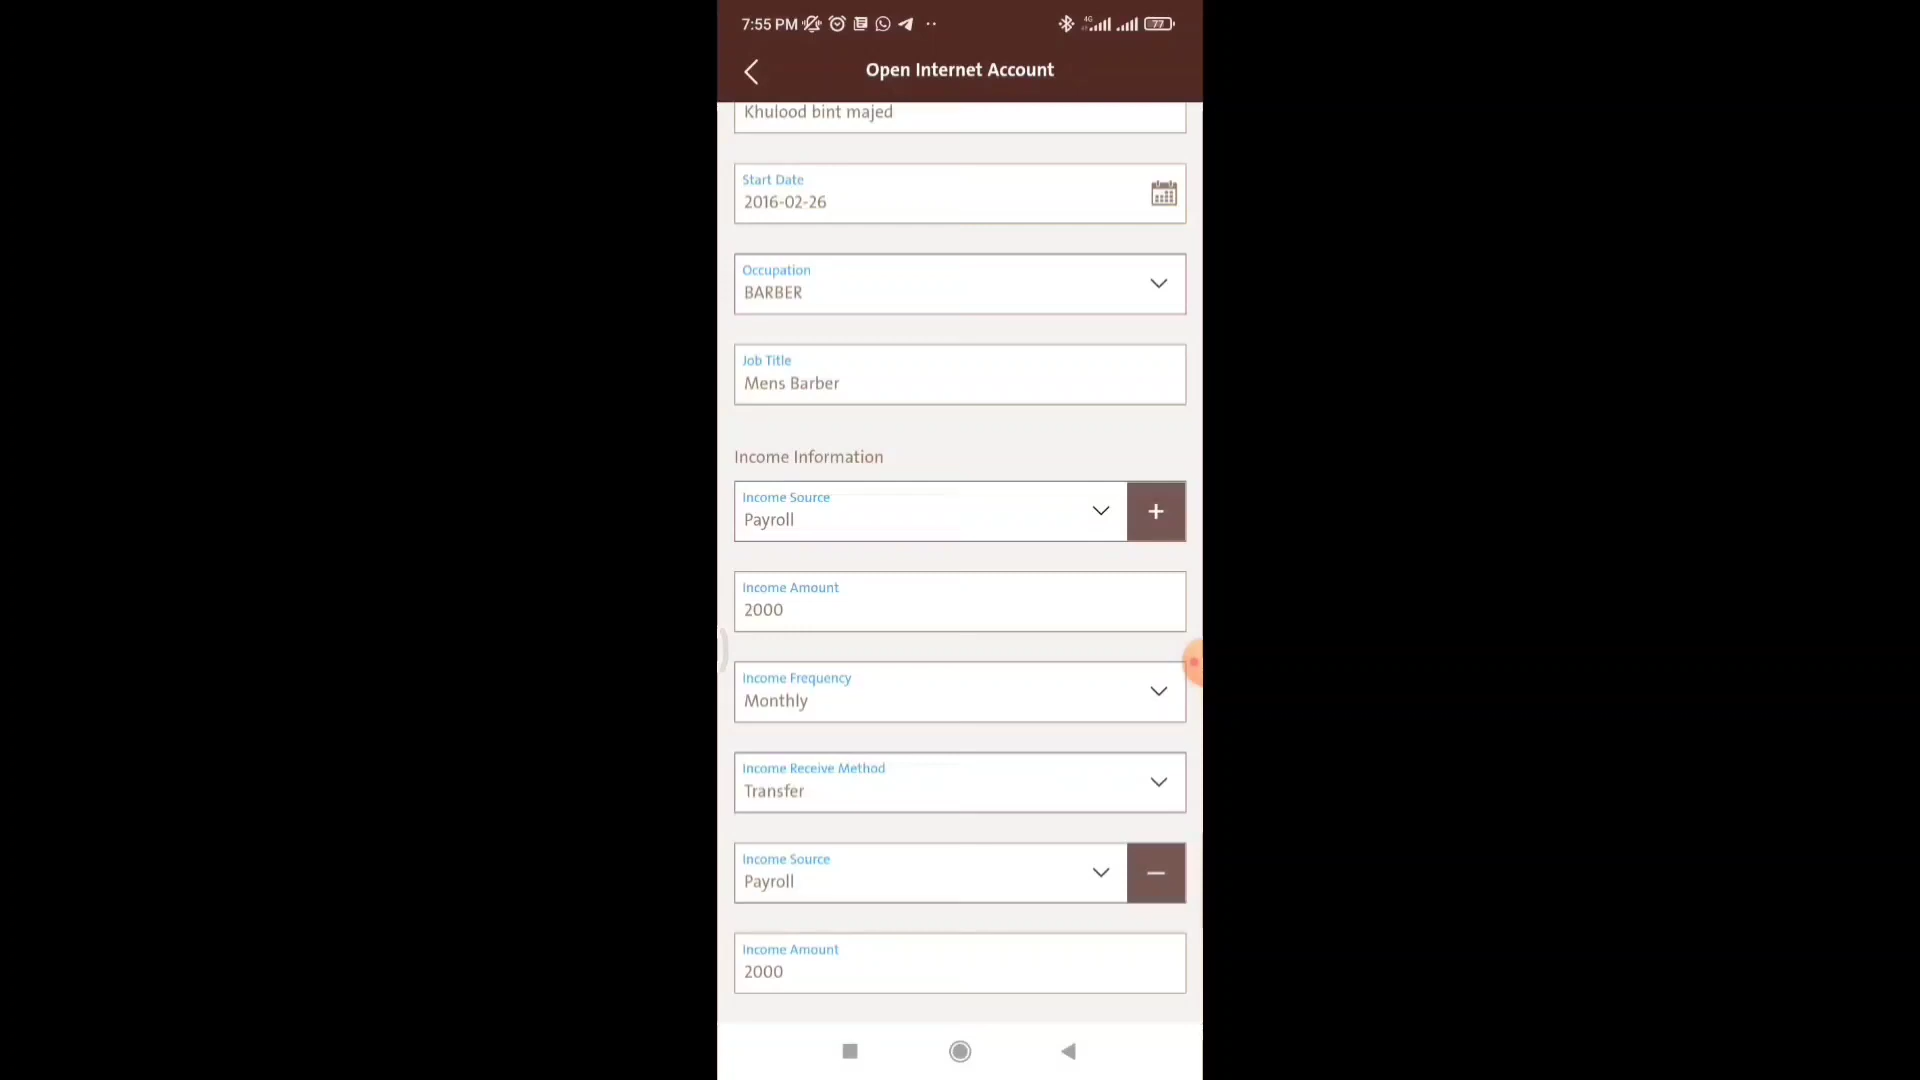 7:55 PM
4G
77
Open Internet Account
Khulood bint majed
Start Date
2016-02-26
Occupation
BARBER
Job Title
Mens Barber
Income Information
Income Source
Payroll
+
Income Amount
2000
Income Frequency
Monthly
Income Receive Method
Transfer
Income Source
Payroll
−
Income Amount
2000